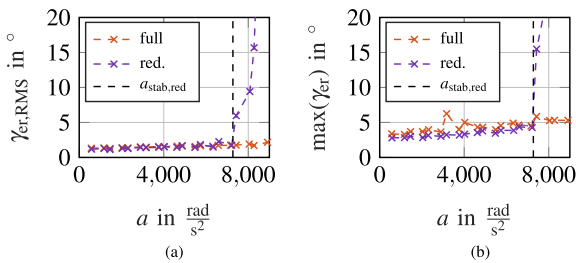 20
15
10
5
0
0
4,000
8,000
γer,RMS in °
full
red.
astab,red
a in rad/s²
(a)
20
15
10
5
0
0
4,000
8,000
max(γer) in °
full
red.
astab,red
a in rad/s²
(b)